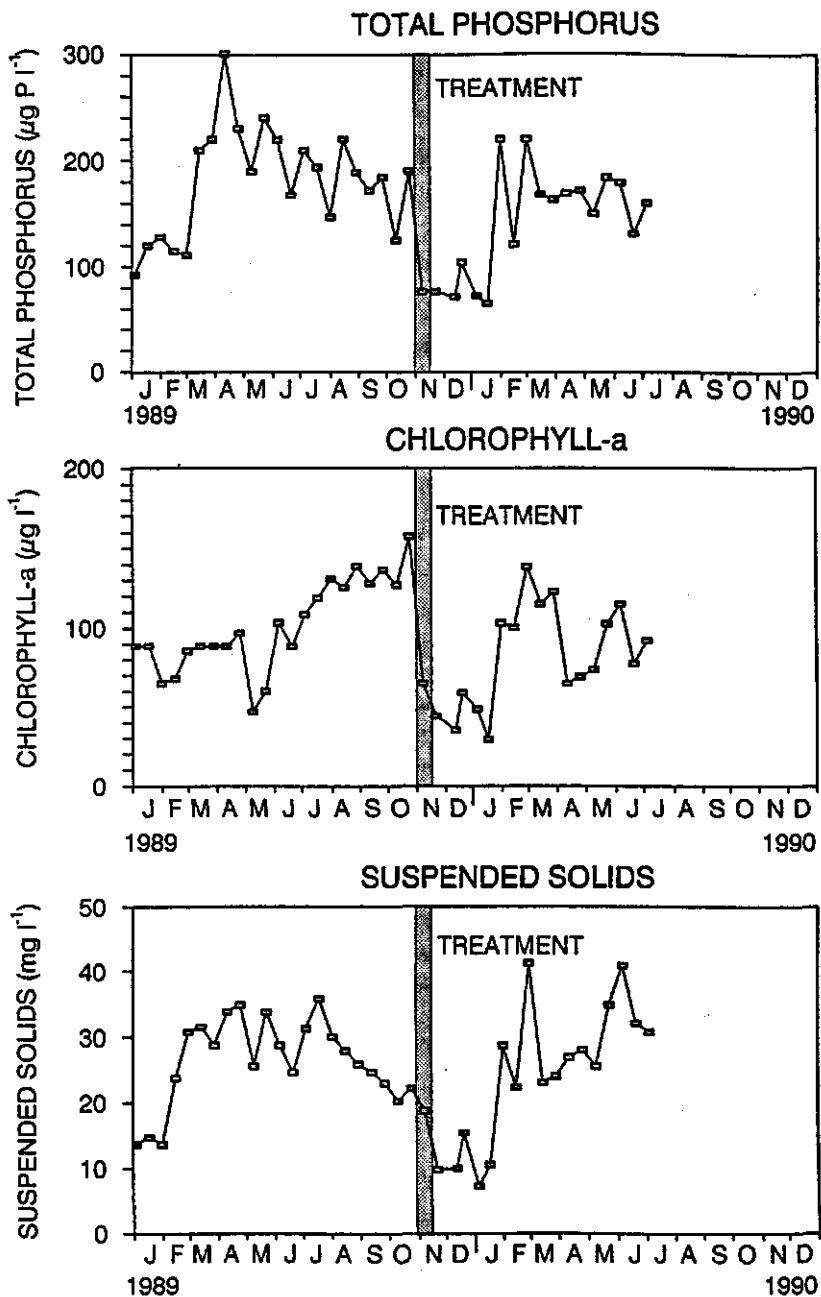 TOTAL PHOSPHORUS
TOTAL PHOSPHORUS (µg P l⁻¹)
300
200
100
0
TREATMENT
J F M A M J J A S O N D J F M A M J J A S O N D
1989 1990
CHLOROPHYLL-a
CHLOROPHYLL-a (µg l⁻¹)
200
100
0
TREATMENT
J F M A M J J A S O N D J F M A M J J A S O N D
1989 1990
SUSPENDED SOLIDS
SUSPENDED SOLIDS (mg l⁻¹)
50
40
30
20
10
0
TREATMENT
J F M A M J J A S O N D J F M A M J J A S O N D
1989 1990